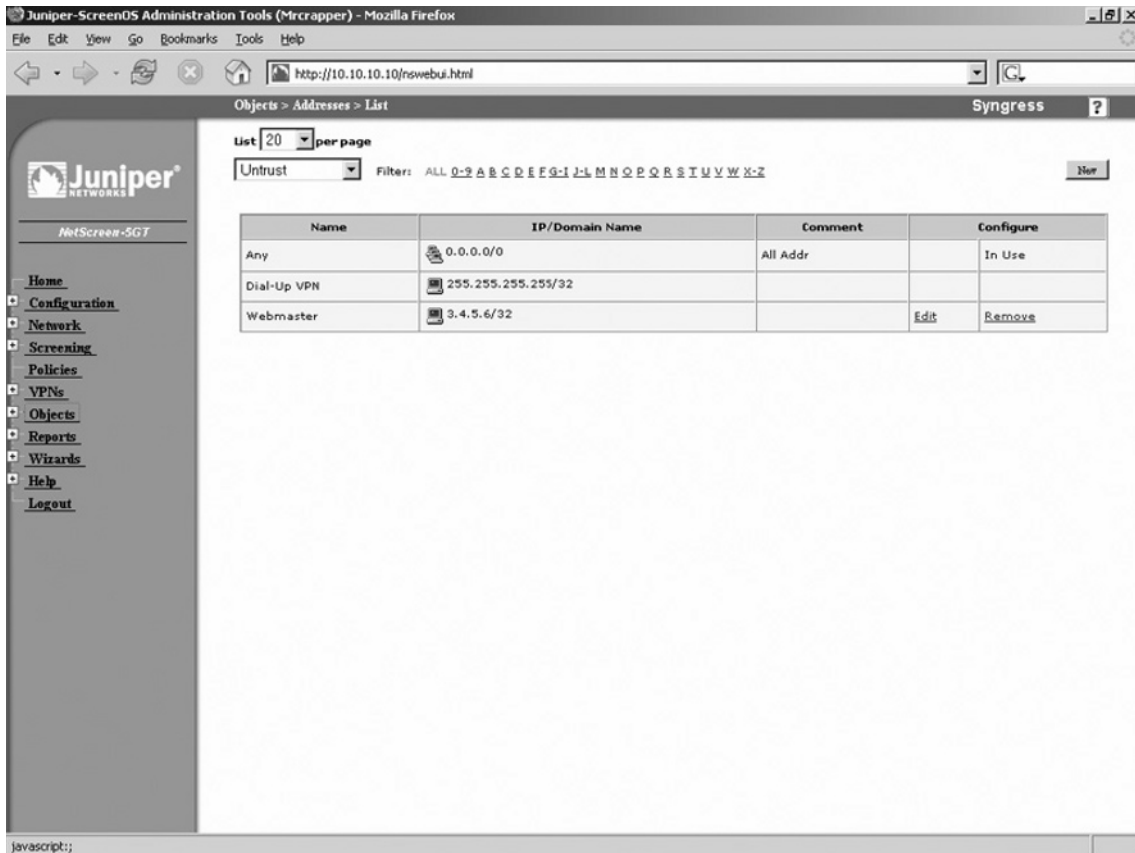 Juniper-ScreenOS Administration Tools (Mrcrapper) - Mozilla Firefox
File Edit View Go Bookmarks Tools Help
http://10.10.10.10/nswebui.html
G
Objects > Addresses > List Syngress ?
List 20 per page
Untrust Filter: ALL 0-9 A B C D E F G-I J-L M N O P Q R S T U V W X-Z New
Juniper®
NETWORKS
NetScreen-5GT
Name IP/Domain Name Comment Configure
Any 0.0.0.0/0 All Addr In Use
Dial-Up VPN 255.255.255.255/32
Webmaster 3.4.5.6/32 Edit Remove
Home
Configuration
Network
Screening
Policies
VPNs
Objects
Reports
Wizards
Help
Logout
javascript:;